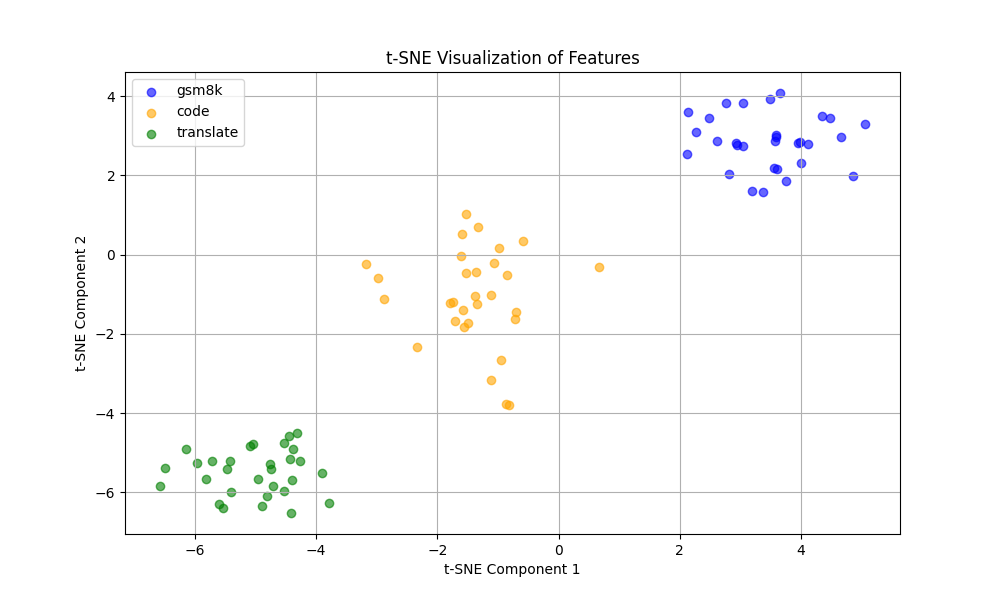 t-SNE Visualization of Features
gsm8k
code
translate
4
2
0
−2
−4
−6
t-SNE Component 2
−6
−4
−2
0
2
4
t-SNE Component 1